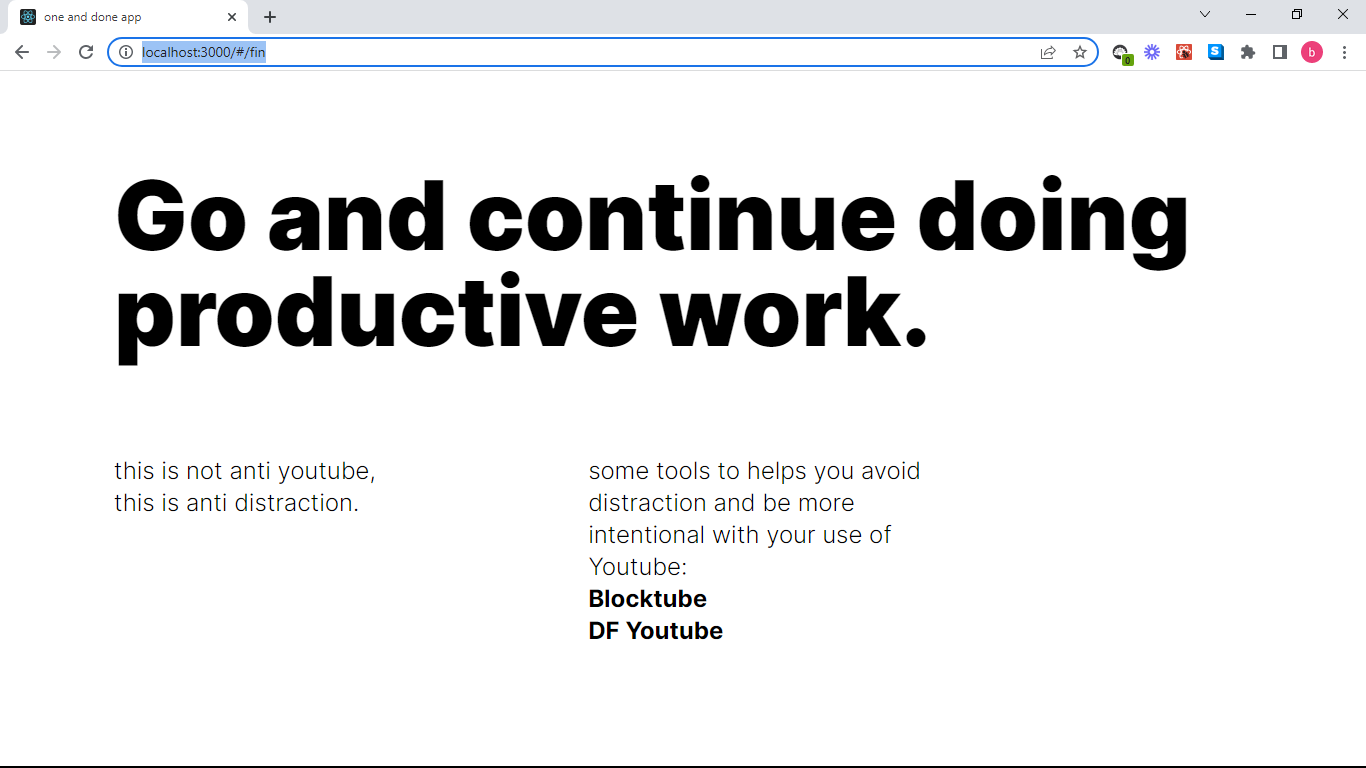 one and done app
localhost:3000/#/fin
0
S
b
Go and continue doing
productive work.
this is not anti youtube,
this is anti distraction.
some tools to helps you avoid
distraction and be more
intentional with your use of
Youtube:
Blocktube
DF Youtube